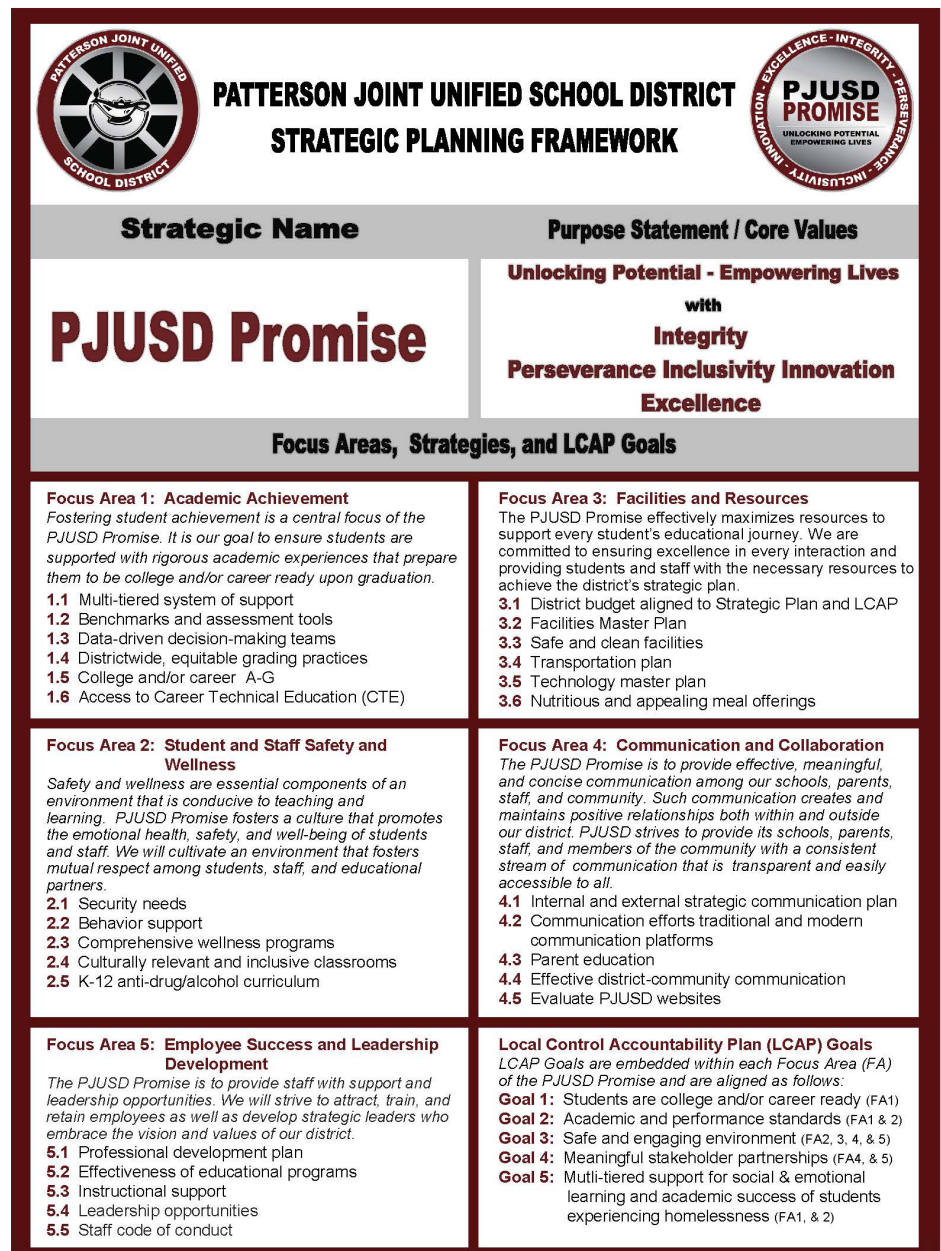 PATTERSON JOINT UNIFIED
SCHOOL DISTRICT
PATTERSON JOINT UNIFIED SCHOOL DISTRICT
STRATEGIC PLANNING FRAMEWORK
EXCELLENCE - INTEGRITY - PERSEVERANCE - INCLUSIVITY - INNOVATION -
PJUSD
PROMISE
UNLOCKING POTENTIAL
EMPOWERING LIVES
Strategic Name
Purpose Statement / Core Values
PJUSD Promise
Unlocking Potential - Empowering Lives
with
Integrity
Perseverance Inclusivity Innovation
Excellence
Focus Areas, Strategies, and LCAP Goals
Focus Area 1: Academic Achievement
Fostering student achievement is a central focus of the
PJUSD Promise. It is our goal to ensure students are
supported with rigorous academic experiences that prepare
them to be college and/or career ready upon graduation.
1.1 Multi-tiered system of support
1.2 Benchmarks and assessment tools
1.3 Data-driven decision-making teams
1.4 Districtwide, equitable grading practices
1.5 College and/or career A-G
1.6 Access to Career Technical Education (CTE)
Focus Area 3: Facilities and Resources
The PJUSD Promise effectively maximizes resources to
support every student's educational journey. We are
committed to ensuring excellence in every interaction and
providing students and staff with the necessary resources to
achieve the district's strategic plan.
3.1 District budget aligned to Strategic Plan and LCAP
3.2 Facilities Master Plan
3.3 Safe and clean facilities
3.4 Transportation plan
3.5 Technology master plan
3.6 Nutritious and appealing meal offerings
Focus Area 2: Student and Staff Safety and
Wellness
Safety and wellness are essential components of an
environment that is conducive to teaching and
learning. PJUSD Promise fosters a culture that promotes
the emotional health, safety, and well-being of students
and staff. We will cultivate an environment that fosters
mutual respect among students, staff, and educational
partners.
2.1 Security needs
2.2 Behavior support
2.3 Comprehensive wellness programs
2.4 Culturally relevant and inclusive classrooms
2.5 K-12 anti-drug/alcohol curriculum
Focus Area 4: Communication and Collaboration
The PJUSD Promise is to provide effective, meaningful,
and concise communication among our schools, parents,
staff, and community. Such communication creates and
maintains positive relationships both within and outside
our district. PJUSD strives to provide its schools, parents,
staff, and members of the community with a consistent
stream of communication that is transparent and easily
accessible to all.
4.1 Internal and external strategic communication plan
4.2 Communication efforts traditional and modern
communication platforms
4.3 Parent education
4.4 Effective district-community communication
4.5 Evaluate PJUSD websites
Focus Area 5: Employee Success and Leadership
Development
The PJUSD Promise is to provide staff with support and
leadership opportunities. We will strive to attract, train, and
retain employees as well as develop strategic leaders who
embrace the vision and values of our district.
5.1 Professional development plan
5.2 Effectiveness of educational programs
5.3 Instructional support
5.4 Leadership opportunities
5.5 Staff code of conduct
Local Control Accountability Plan (LCAP) Goals
LCAP Goals are embedded within each Focus Area (FA)
of the PJUSD Promise and are aligned as follows:
Goal 1: Students are college and/or career ready (FA1)
Goal 2: Academic and performance standards (FA1 & 2)
Goal 3: Safe and engaging environment (FA2, 3, 4, & 5)
Goal 4: Meaningful stakeholder partnerships (FA4, & 5)
Goal 5: Mutli-tiered support for social & emotional
learning and academic success of students
experiencing homelessness (FA1, & 2)